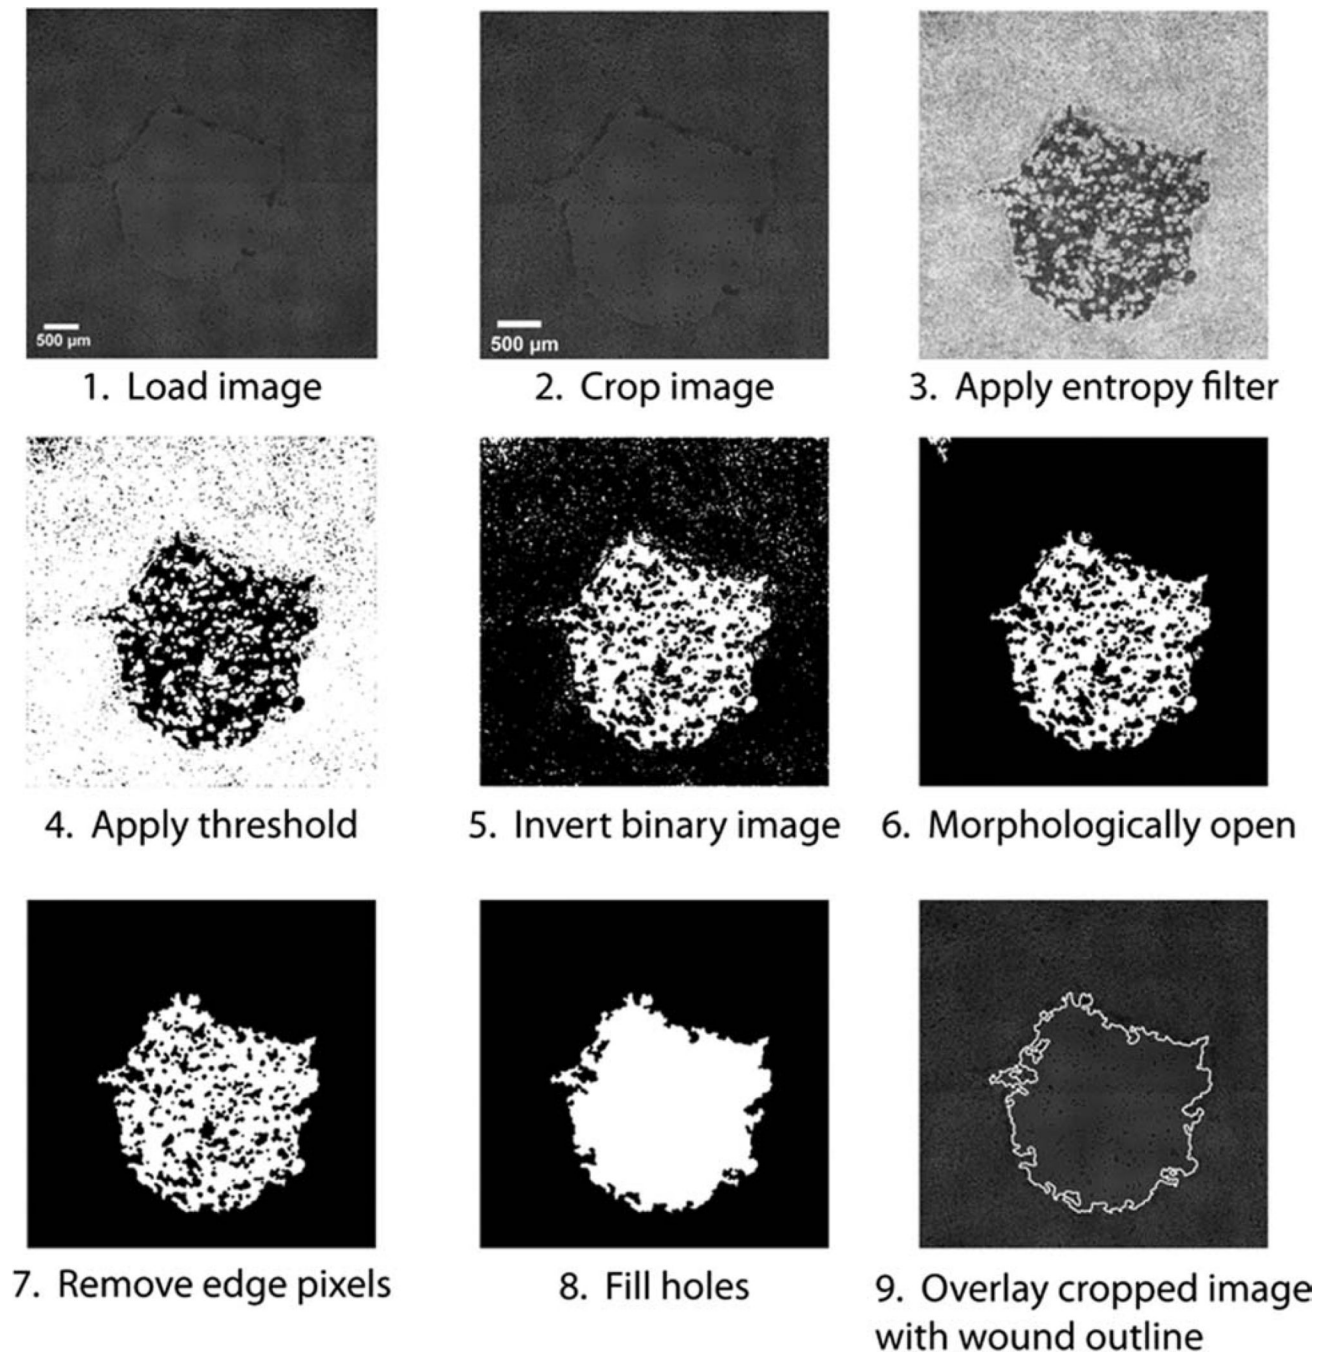 500 µm
500 µm
1. Load image
2. Crop image
3. Apply entropy filter
4. Apply threshold
5. Invert binary image
6. Morphologically open
7. Remove edge pixels
8. Fill holes
9. Overlay cropped image
with wound outline